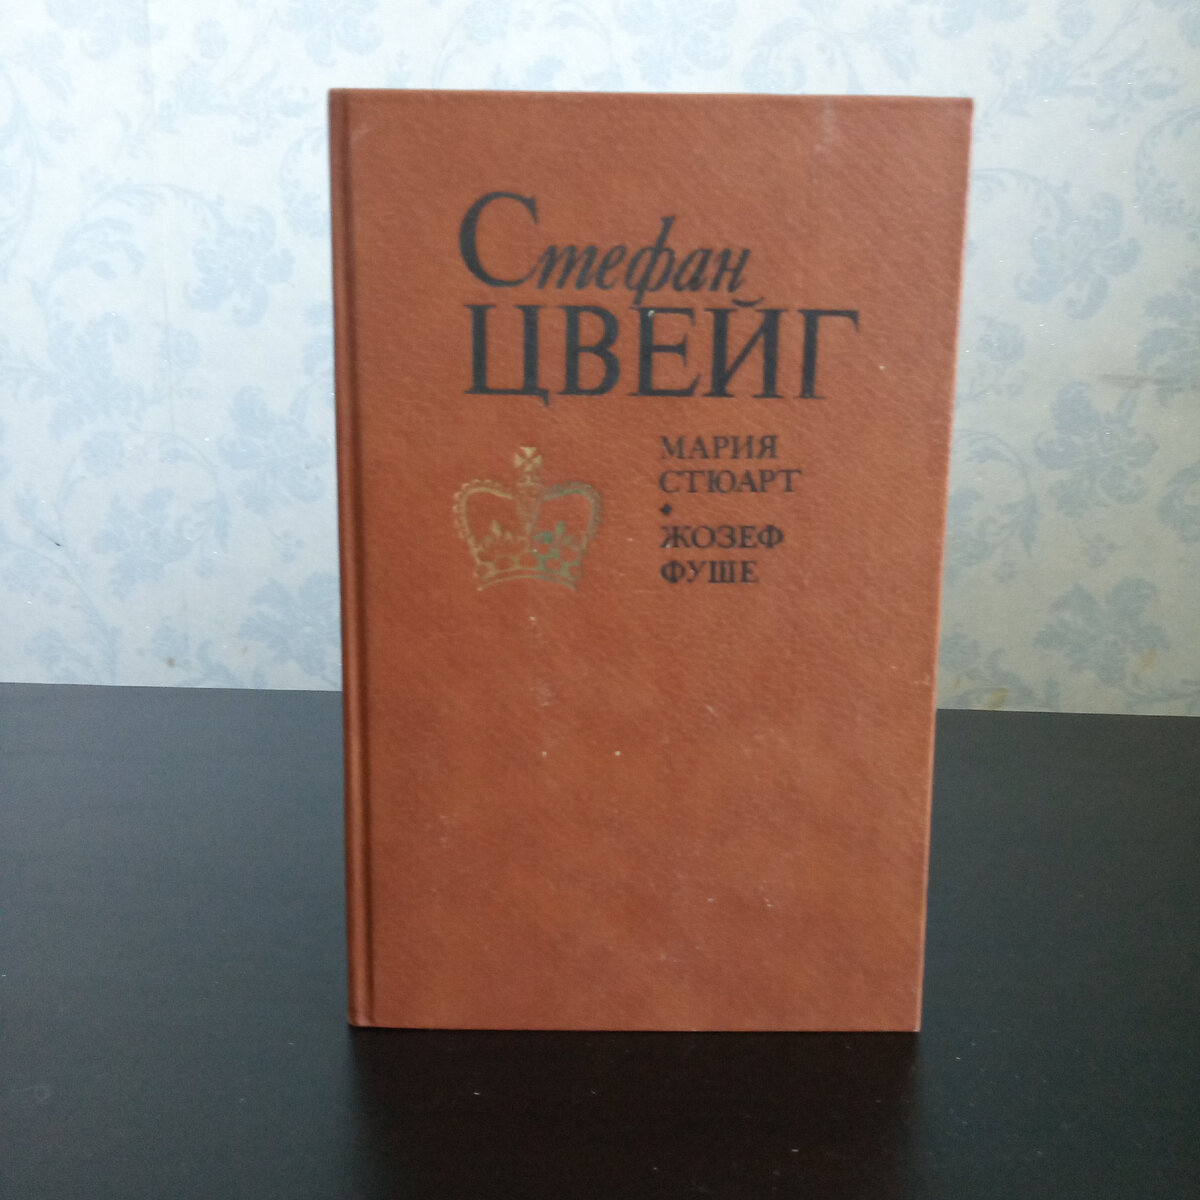 Стефан
ЦВЕЙГ
МАРИЯ
СТЮАРТ
◆
ЖОЗЕФ
ФУШЕ